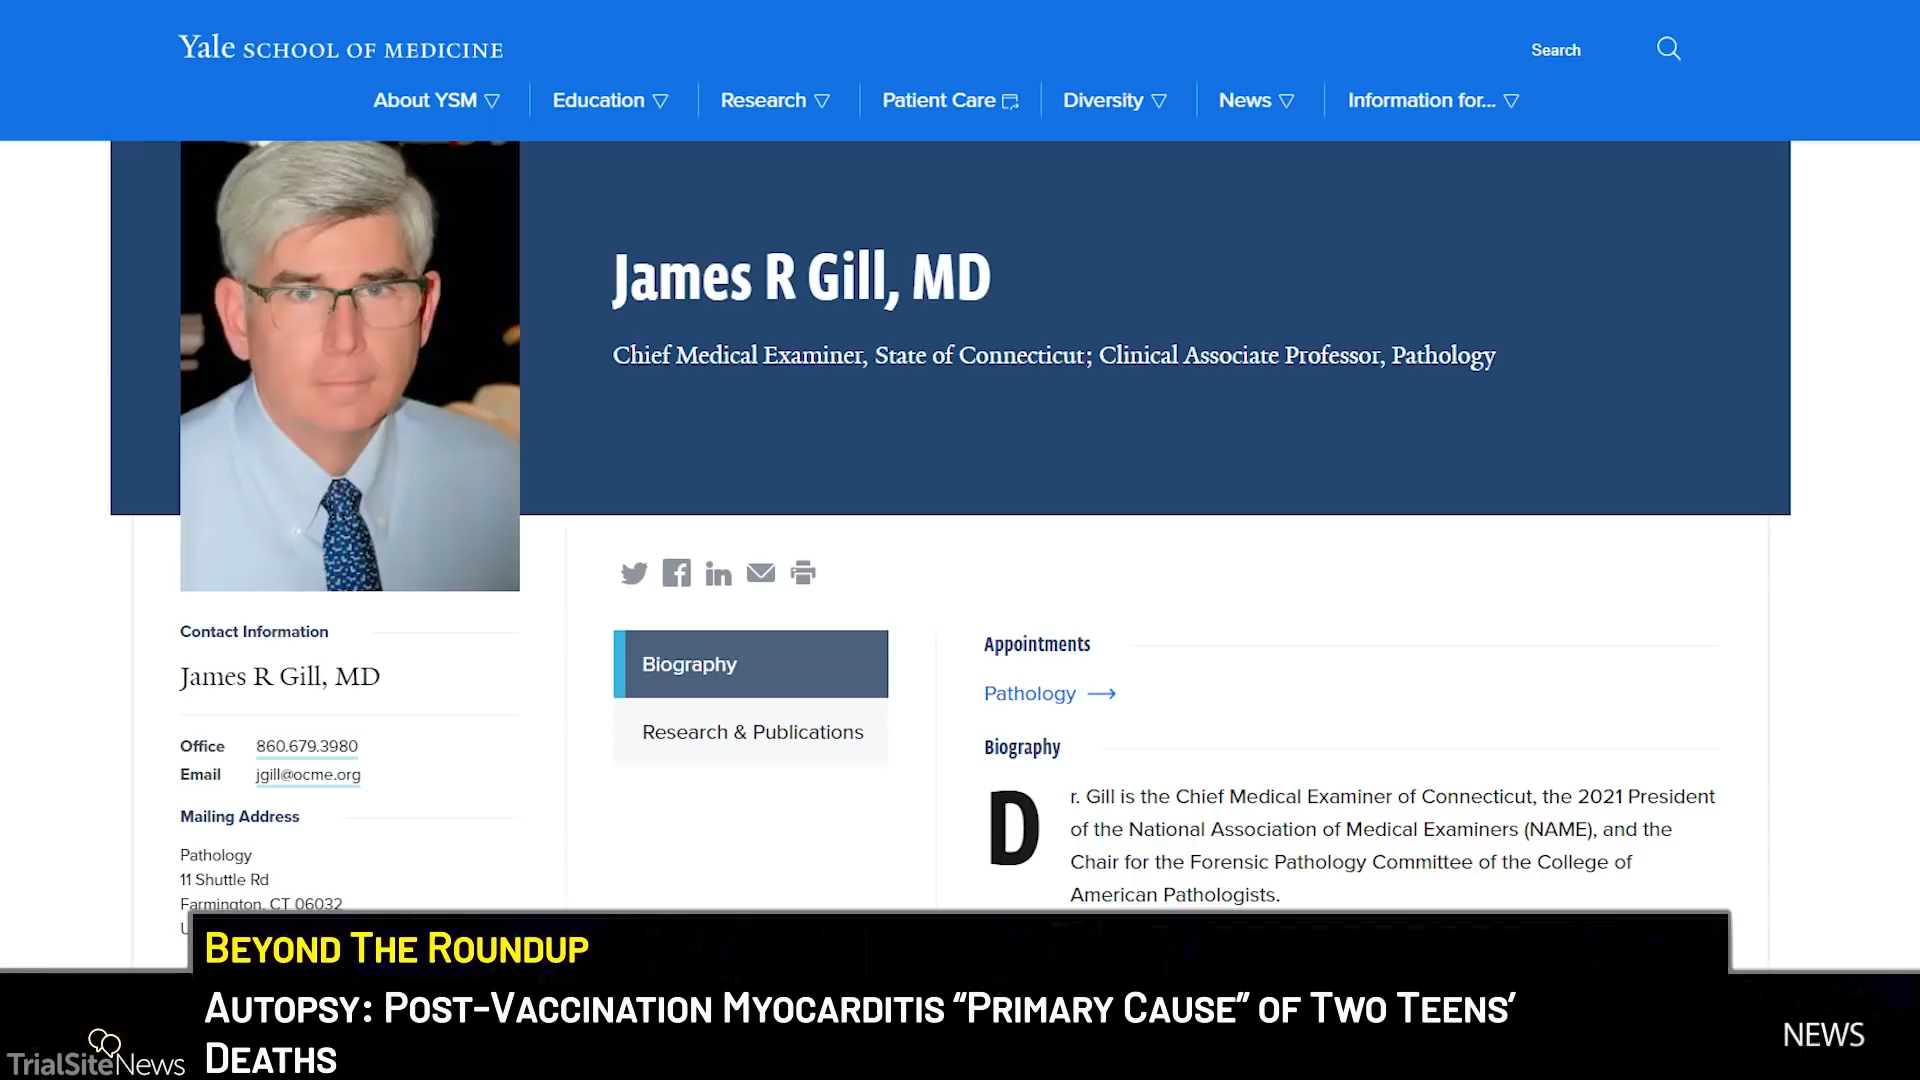 Yale SCHOOL OF MEDICINE
Search
About YSM
Education
Research
Patient Care
Diversity
News
Information for...
James R Gill, MD
Chief Medical Examiner, State of Connecticut; Clinical Associate Professor, Pathology
Contact Information
James R Gill, MD
Office 860.679.3980
Email jgill@ocme.org
Mailing Address
Pathology
11 Shuttle Rd
Farmington, CT 06032
Biography
Research & Publications
Appointments
Pathology →
Biography
Dr. Gill is the Chief Medical Examiner of Connecticut, the 2021 President
of the National Association of Medical Examiners (NAME), and the
Chair for the Forensic Pathology Committee of the College of
American Pathologists.
BEYOND THE ROUNDUP
AUTOPSY: POST-VACCINATION MYOCARDITIS “PRIMARY CAUSE” OF TWO TEENS’
DEATHS
TrialSiteNews
NEWS